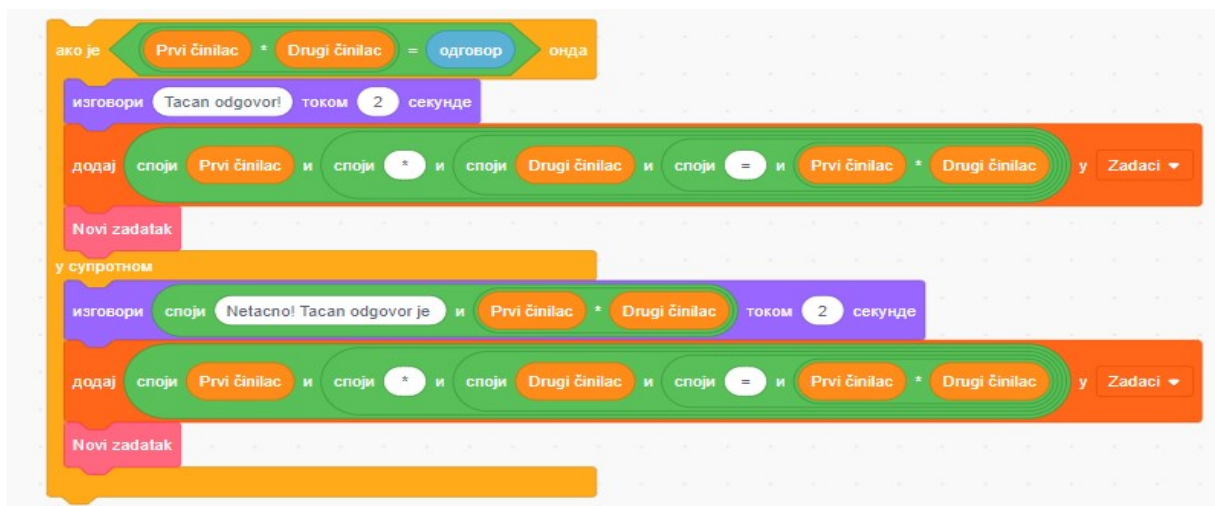 ако је Prvi činilac * Drugi činilac = одговор онда
изговори Tacan odgovor! током 2 секунде
додај споји Prvi činilac и споји * и споји Drugi činilac и споји = и Prvi činilac * Drugi činilac у Zadaci
Novi zadatak
у супротном
изговори споји Netacno! Tacan odgovor je и Prvi činilac * Drugi činilac током 2 секунде
додај споји Prvi činilac и споји * и споји Drugi činilac и споји = и Prvi činilac * Drugi činilac у Zadaci
Novi zadatak